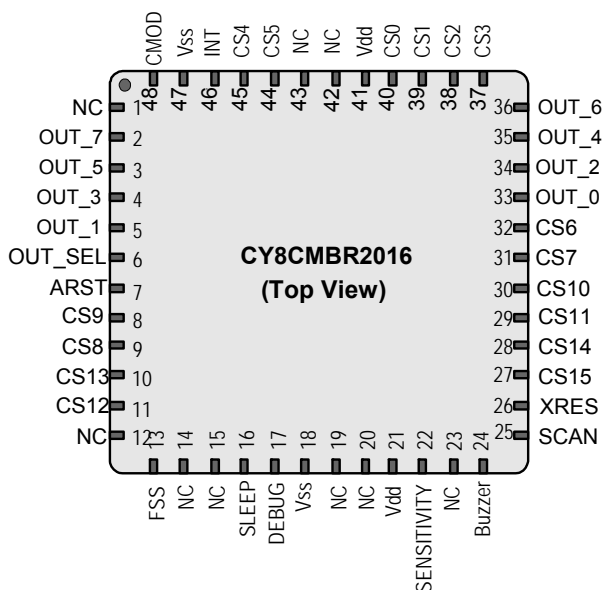 CMOD Vss INT CS4 CS5 NC NC Vdd CS0 CS1 CS2 CS3
48 47 46 45 44 43 42 41 40 39 38 37
NC 1 36 OUT_6
OUT_7 2 35 OUT_4
OUT_5 3 34 OUT_2
OUT_3 4 33 OUT_0
OUT_1 5 32 CS6
OUT_SEL 6 CY8CMBR2016 31 CS7
ARST 7 (Top View) 30 CS10
CS9 8 29 CS11
CS8 9 28 CS14
CS13 10 27 CS15
CS12 11 26 XRES
NC 12 25 SCAN
13 14 15 16 17 18 19 20 21 22 23 24
FSS NC NC SLEEP DEBUG Vss NC NC Vdd SENSITIVITY NC Buzzer